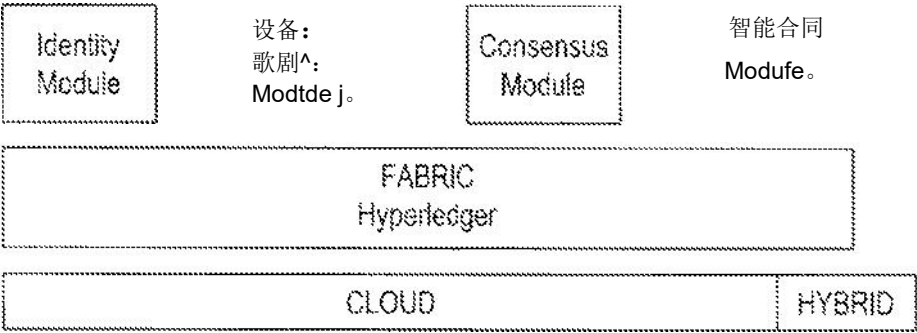 Identity
Module
设备：
歌剧^：
Modtde j。
Consensus
Module
智能合同
Modufe。
FABRIC
Hyperledger
CLOUD
HYBRID